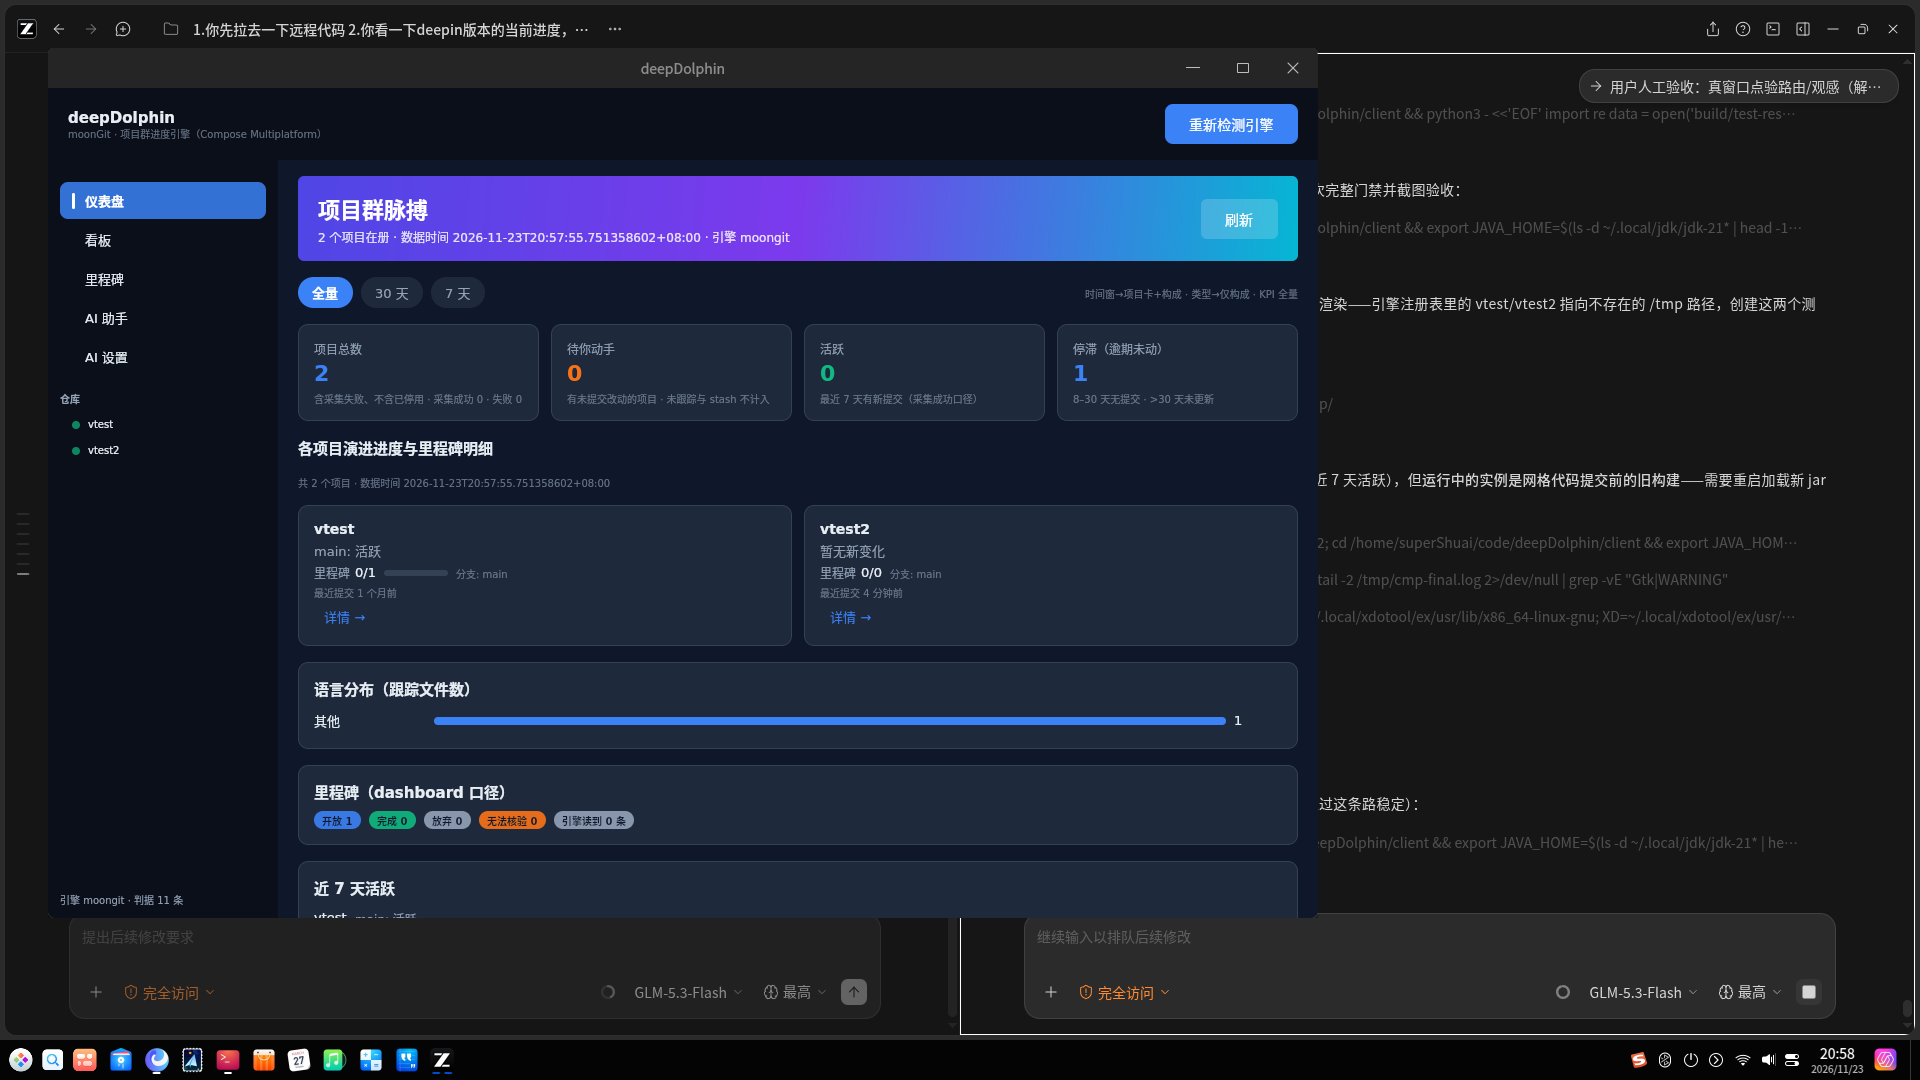 1.你先拉去一下远程代码 2.你看一下deepin版本的当前进度，…
deepDolphin
deepDolphin
moonGit · 项目群进度引擎（Compose Multiplatform）
重新检测引擎
仪表盘
看板
里程碑
AI 助手
AI 设置
仓库
vtest
vtest2
引擎 moongit · 判据 11 条
项目群脉搏
2 个项目在册 · 数据时间 2026-11-23T20:57:55.751358602+08:00 · 引擎 moongit
刷新
全量
30 天
7 天
时间窗→项目卡+构成 · 类型→仅构成 · KPI 全量
项目总数
2
含采集失败、不含已停用 · 采集成功 0 · 失败 0
待你动手
0
有未提交改动的项目 · 未跟踪与 stash 不计入
活跃
0
最近 7 天有新提交（采集成功口径）
停滞（逾期未动）
1
8–30 天无提交 · >30 天未更新
各项目演进进度与里程碑明细
共 2 个项目 · 数据时间 2026-11-23T20:57:55.751358602+08:00
vtest
main: 活跃
里程碑 0/1 分支: main
最近提交 1 个月前
详情 →
vtest2
暂无新变化
里程碑 0/0 分支: main
最近提交 4 分钟前
详情 →
语言分布（跟踪文件数）
其他 1
里程碑（dashboard 口径）
开放 1
完成 0
放弃 0
无法核验 0
引擎读到 0 条
近 7 天活跃
vtest main: 活跃
→ 用户人工验收：真窗口点验路由/观感（解…
olphin/client && python3 - <<'EOF' import re data = open('build/test-res…
次完整门禁并截图验收：
olphin/client && export JAVA_HOME=$(ls -d ~/.local/jdk/jdk-21* | head -1…
渲染——引擎注册表里的 vtest/vtest2 指向不存在的 /tmp 路径，创建这两个测
p/
近 7 天活跃），但运行中的实例是网格代码提交前的旧构建——需要重启加载新 jar
2; cd /home/superShuai/code/deepDolphin/client && export JAVA_HOM…
tail -2 /tmp/cmp-final.log 2>/dev/null | grep -vE "Gtk|WARNING"
/.local/xdotool/ex/usr/lib/x86_64-linux-gnu; XD=~/.local/xdotool/ex/usr/…
过这条路稳定）：
epDolphin/client && export JAVA_HOME=$(ls -d ~/.local/jdk/jdk-21* | he…
提出后续修改要求
完全访问
GLM-5.3-Flash
最高
继续输入以排队后续修改
完全访问
GLM-5.3-Flash
最高
27
20:58
2026/11/23